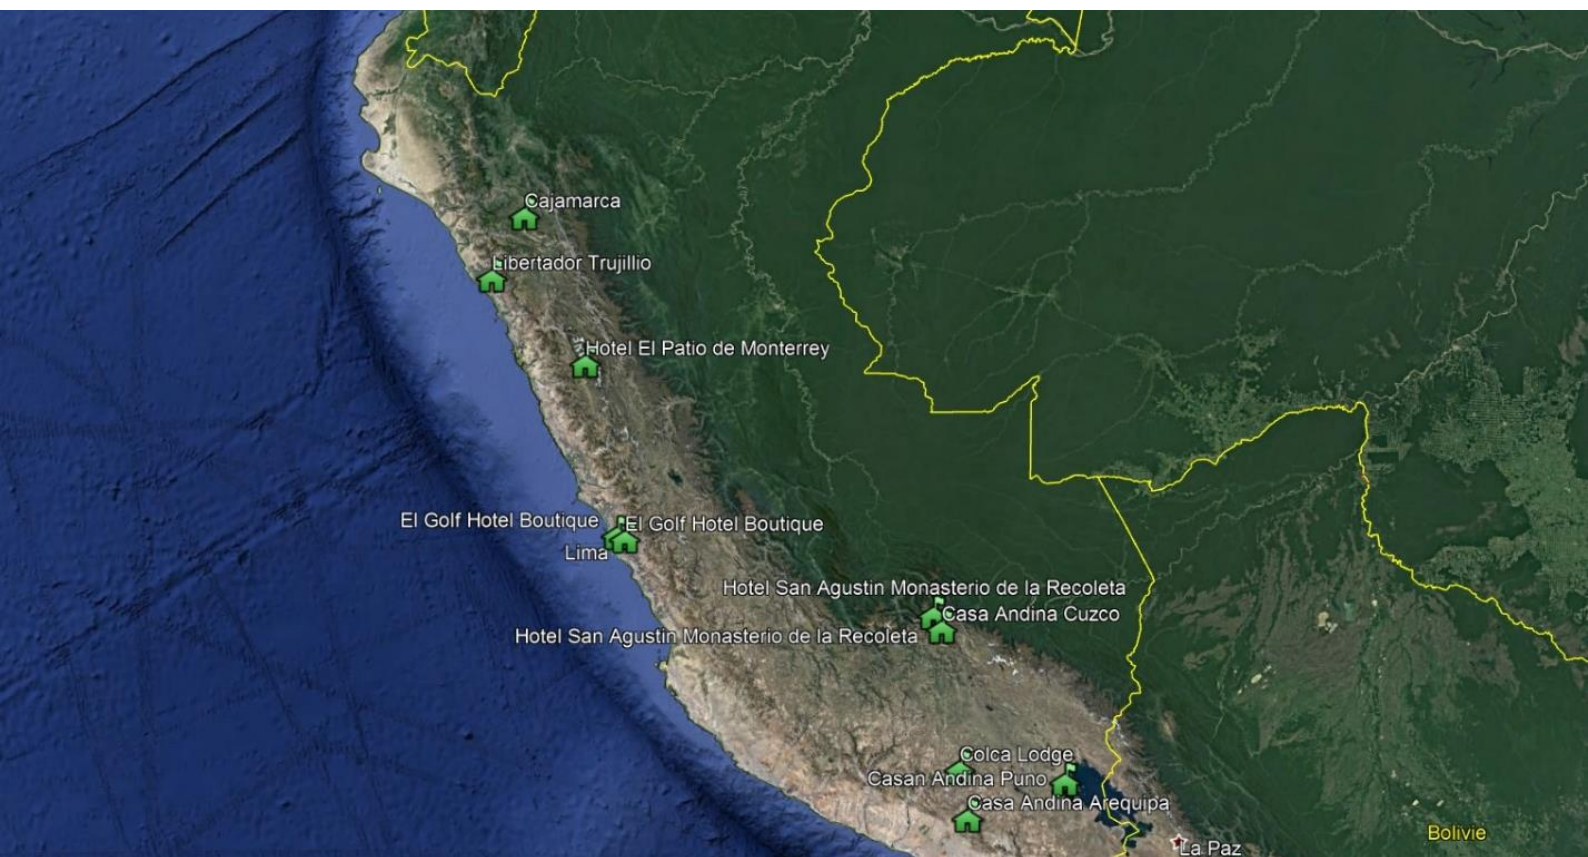 Cajamarca
Libertador Trujillio
Hotel El Patio de Monterrey
El Golf Hotel Boutique
El Golf Hotel Boutique
Lima
Hotel San Agustin Monasterio de la Recoleta
Casa Andina Cuzco
Hotel San Agustin Monasterio de la Recoleta
Colca Lodge
Casan Andina Puno
Casa Andina Arequipa
Bolivie
La Paz